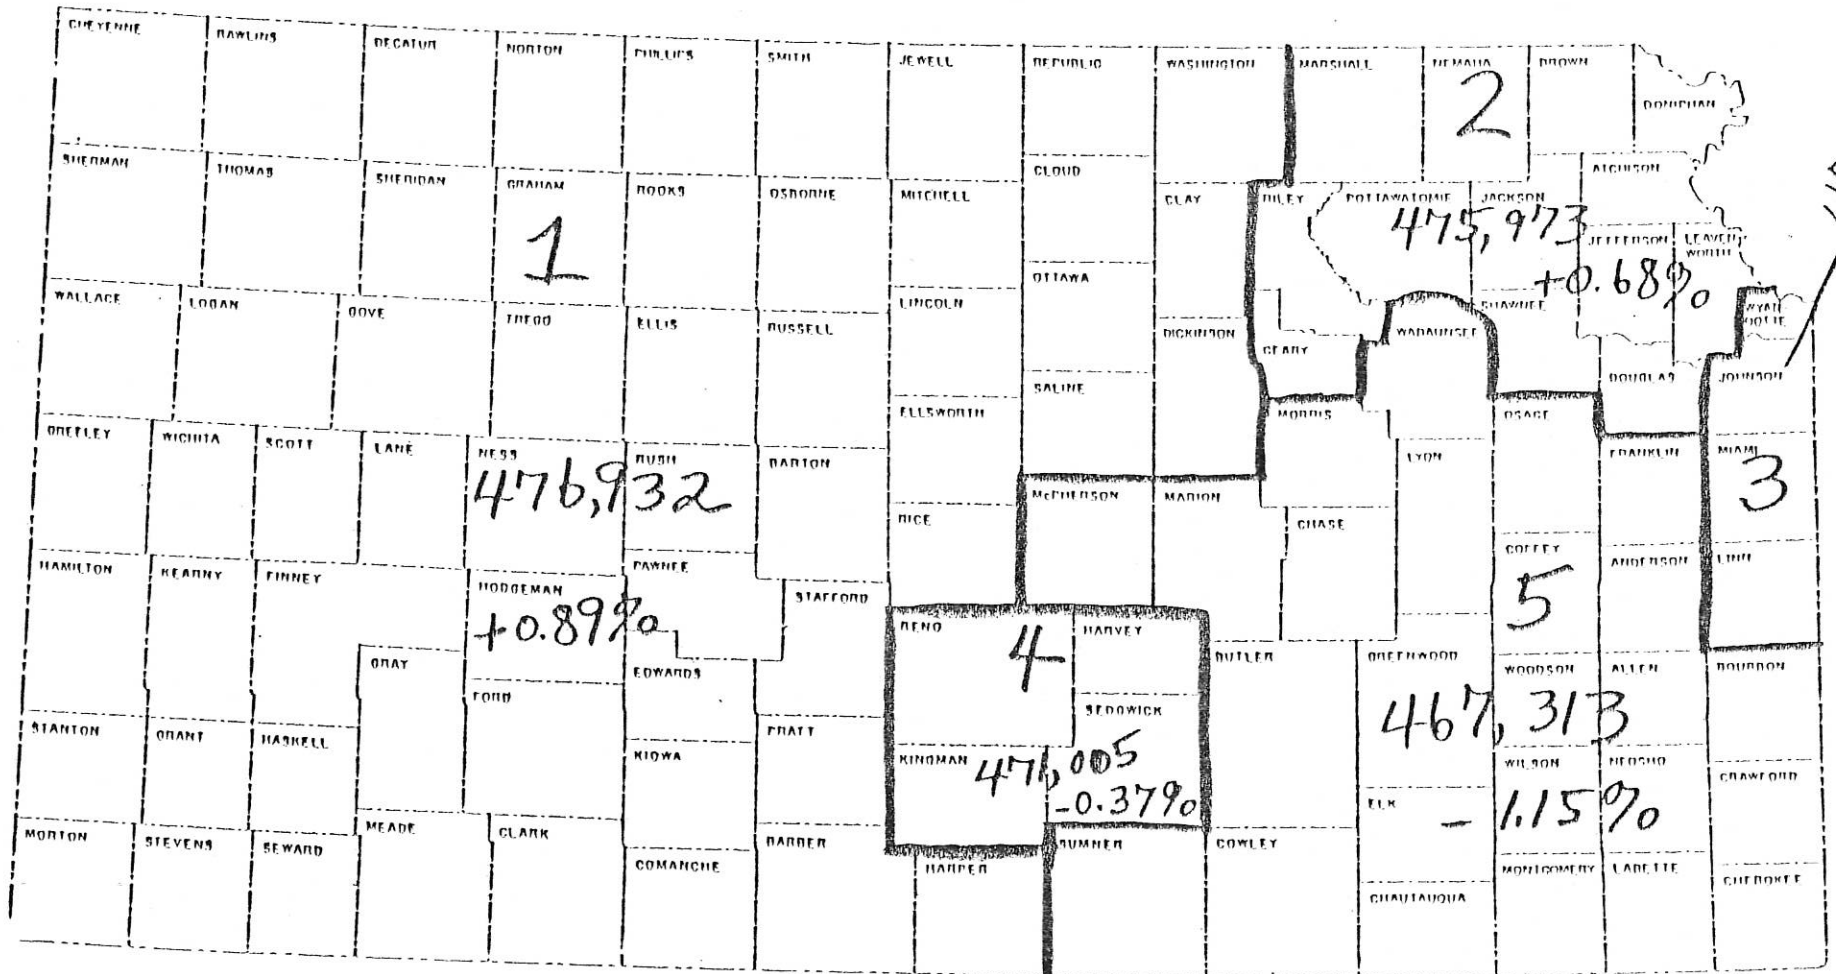 CHEYENNE RAWLINS DECATUR NORTON PHILLIPS SMITH JEWELL REPUBLIC WASHINGTON MARSHALL NEMAHA BROWN
2
DONIPHAN
SHERMAN THOMAS SHERIDAN GRAHAM ROOKS OSBORNE MITCHELL CLOUD CLAY RILEY POTTAWATOMIE JACKSON ATCHISON
1
475,973
JEFFERSON LEAVEN WORTH
+0.68%
WALLACE LOGAN GOVE TREGO ELLIS RUSSELL LINCOLN OTTAWA DICKINSON GEARY WABAUNSEE SHAWNEE WYAN DOTTE
ELLSWORTH SALINE MORRIS OSAGE DOUGLAS JOHNSON
GREELEY WICHITA SCOTT LANE NESS RUSH BARTON LYON FRANKLIN MIAMI
476,932
3
RICE McPHERSON MARION CHASE
HAMILTON KEARNY FINNEY HODGEMAN PAWNEE STAFFORD COFFEY ANDERSON LINN
+0.89%
5
RENO HARVEY
4
GRAY FORD EDWARDS BUTLER GREENWOOD WOODSON ALLEN BOURBON
SEDGWICK
467,313
STANTON GRANT HASKELL KIOWA PRATT KINGMAN WILSON NEOSHO CRAWFORD
471,005
-0.37%
ELK
-1.15%
MORTON STEVENS SEWARD MEADE CLARK COMANCHE BARBER HARPER SUMNER COWLEY CHAUTAUQUA MONTGOMERY LABETTE CHEROKEE